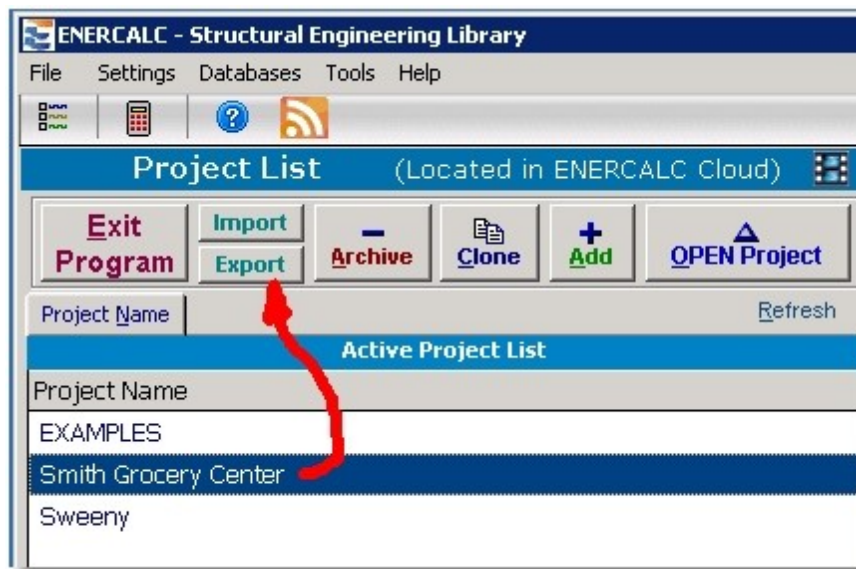 ENERCALC - Structural Engineering Library
File Settings Databases Tools Help
Project List (Located in ENERCALC Cloud)
Exit Program Import Export Archive Clone Add OPEN Project
Project Name Refresh
Active Project List
Project Name
EXAMPLES
Smith Grocery Center
Sweeny